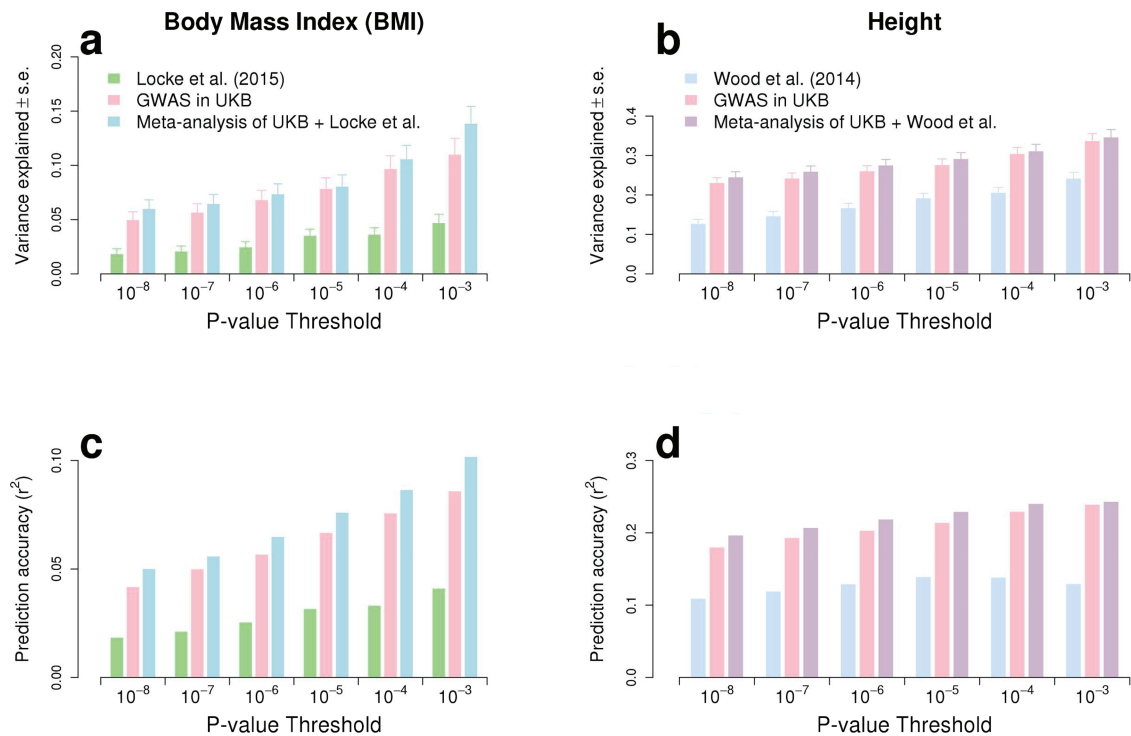 Body Mass Index (BMI)
a
Variance explained ± s.e.
0.00 0.05 0.10 0.15 0.20
Locke et al. (2015)
GWAS in UKB
Meta-analysis of UKB + Locke et al.
10⁻⁸ 10⁻⁷ 10⁻⁶ 10⁻⁵ 10⁻⁴ 10⁻³
P-value Threshold
Height
b
Variance explained ± s.e.
0.0 0.1 0.2 0.3 0.4
Wood et al. (2014)
GWAS in UKB
Meta-analysis of UKB + Wood et al.
10⁻⁸ 10⁻⁷ 10⁻⁶ 10⁻⁵ 10⁻⁴ 10⁻³
P-value Threshold
c
Prediction accuracy (r²)
0.00 0.05 0.10
10⁻⁸ 10⁻⁷ 10⁻⁶ 10⁻⁵ 10⁻⁴ 10⁻³
P-value Threshold
d
Prediction accuracy (r²)
0.0 0.1 0.2 0.3
10⁻⁸ 10⁻⁷ 10⁻⁶ 10⁻⁵ 10⁻⁴ 10⁻³
P-value Threshold